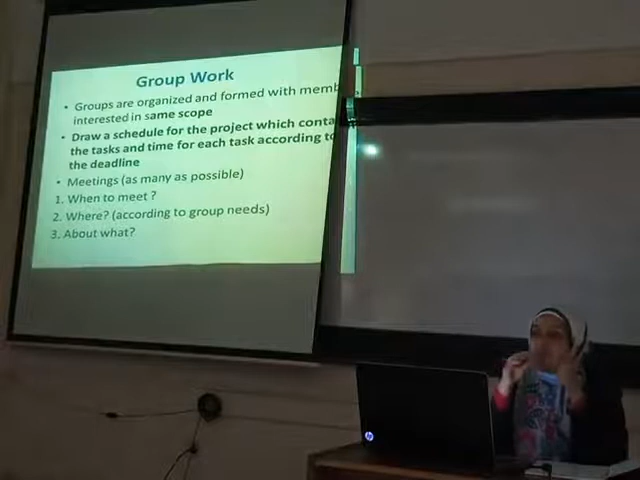 Group Work
• Groups are organized and formed with memb
interested in same scope
• Draw a schedule for the project which conta
the tasks and time for each task according to
the deadline
• Meetings (as many as possible)
1. When to meet ?
2. Where? (according to group needs)
3. About what?
hp